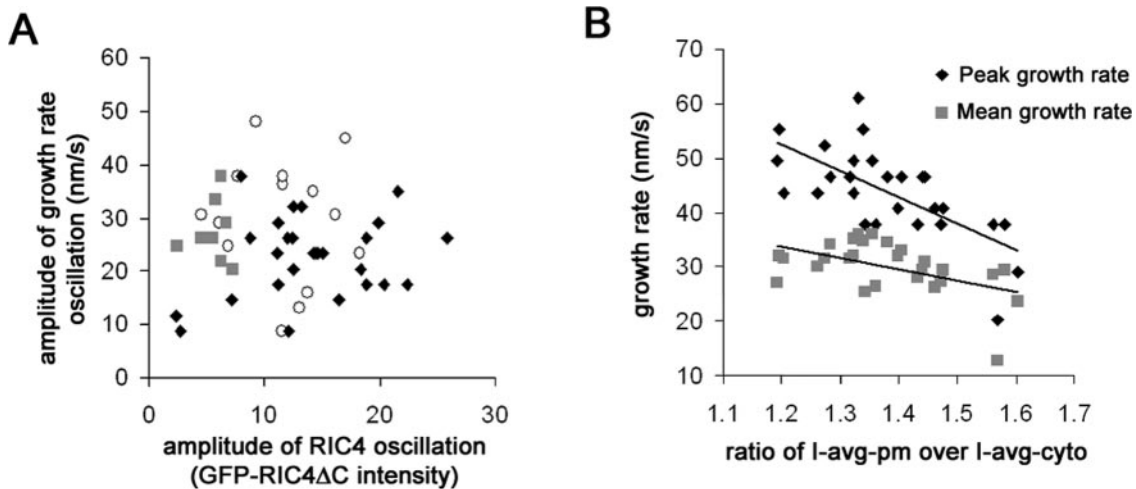 A
60
50
40
30
20
10
0
0 10 20 30
amplitude of growth rate
oscillation (nm/s)
amplitude of RIC4 oscillation
(GFP-RIC4ΔC intensity)
B
70
60
50
40
30
20
10
1.1 1.2 1.3 1.4 1.5 1.6 1.7
growth rate (nm/s)
ratio of I-avg-pm over I-avg-cyto
Peak growth rate
Mean growth rate